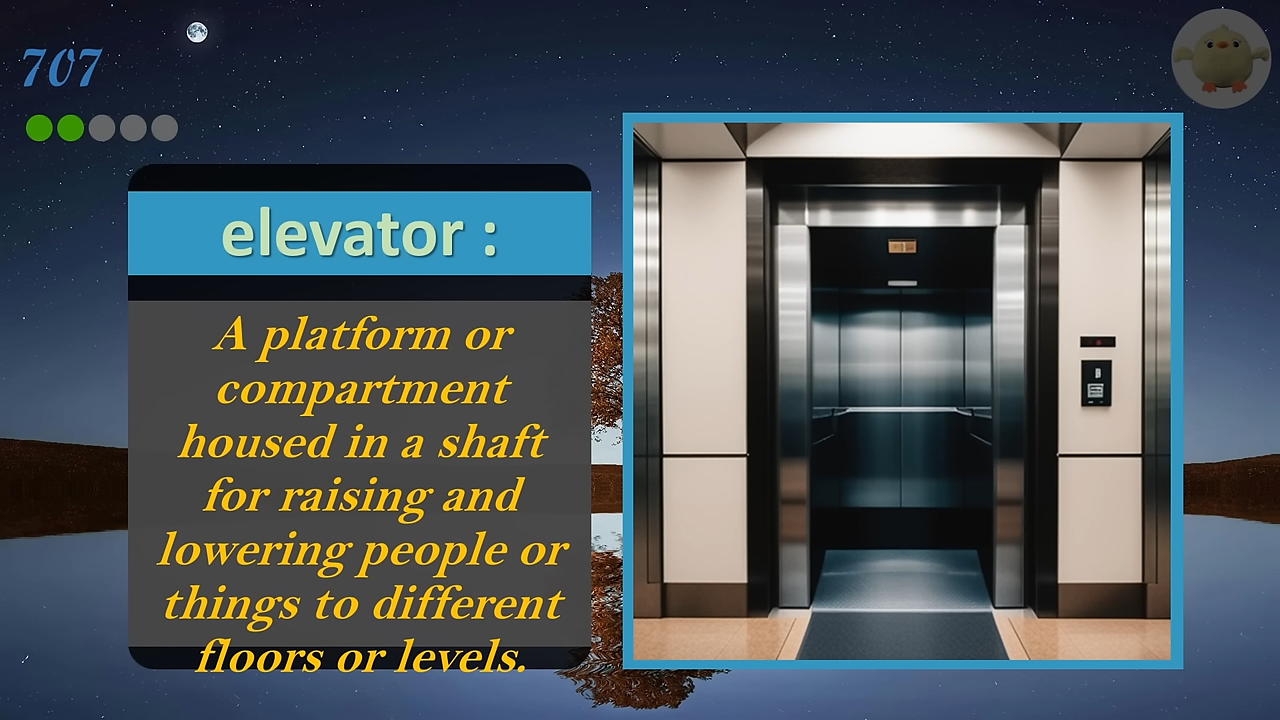 707
elevator :
A platform or
compartment
housed in a shaft
for raising and
lowering people or
things to different
floors or levels.